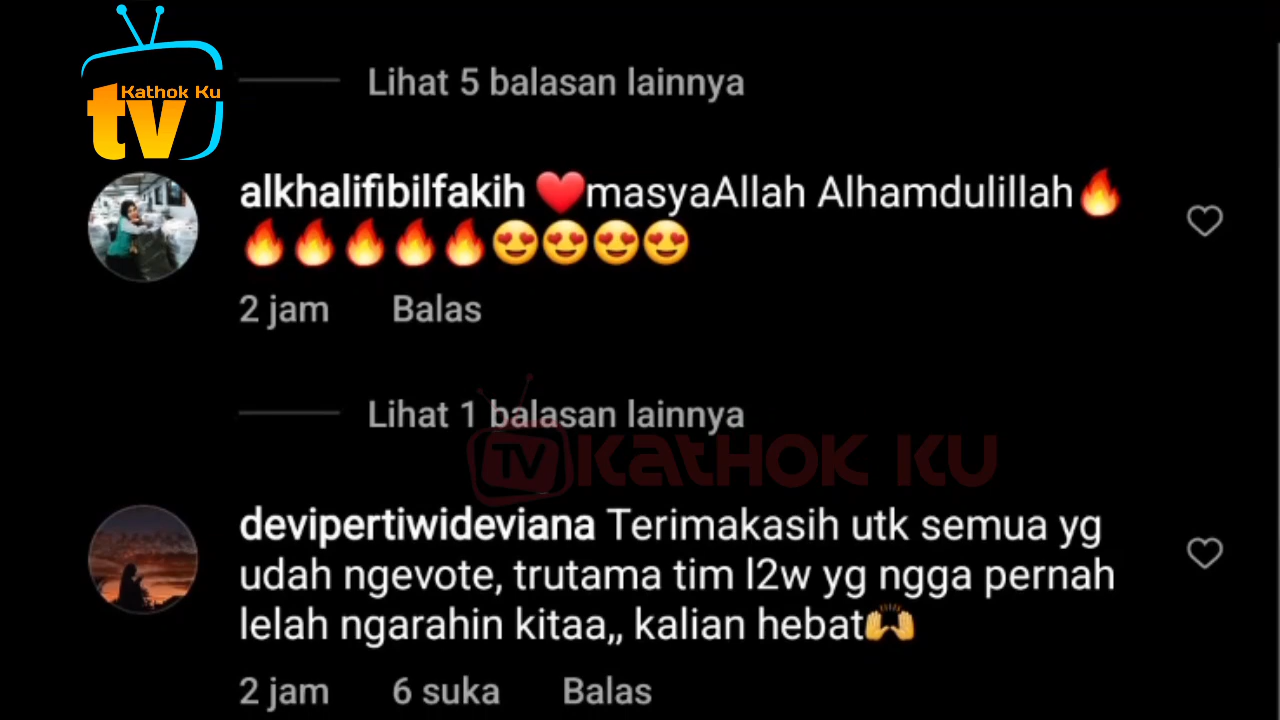 Kathok Ku
tv
Lihat 5 balasan lainnya
alkhalifibilfakih ❤️masyaAllah Alhamdulillah🔥
🔥🔥🔥🔥🔥😍😍😍😍
2 jam Balas
Lihat 1 balasan lainnya
TV KATHOK KU
devipertiwideviana Terimakasih utk semua yg
udah ngevote, trutama tim l2w yg ngga pernah
lelah ngarahin kitaa,, kalian hebat🙌
2 jam 6 suka Balas